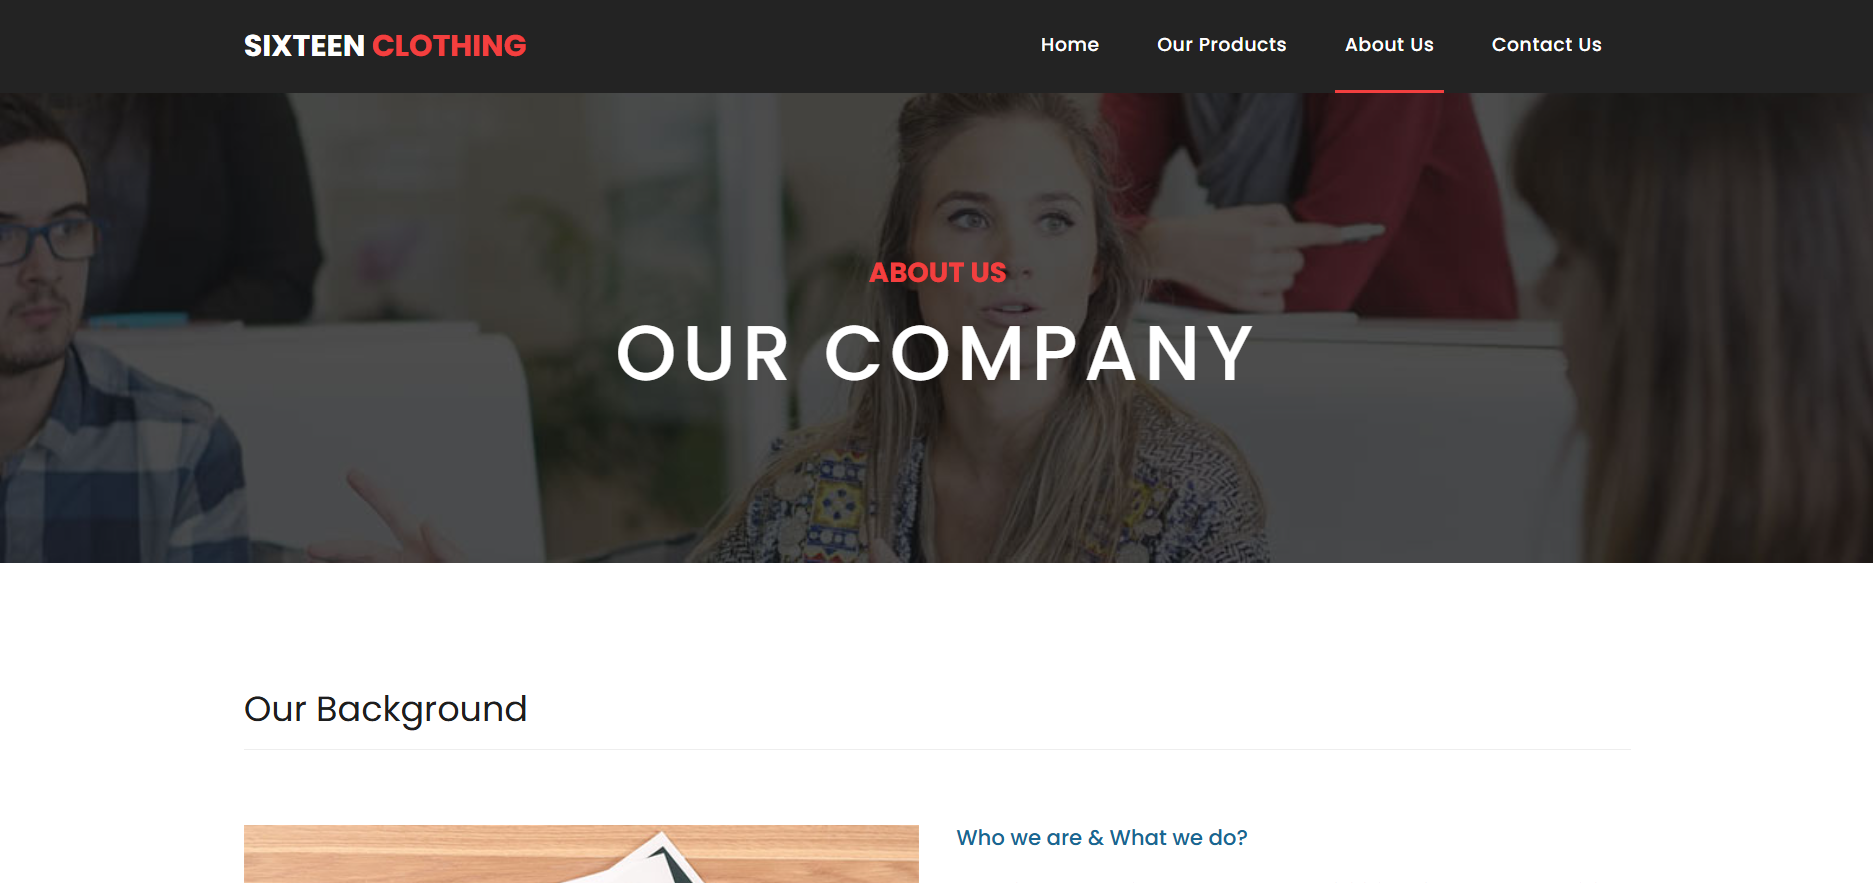 SIXTEEN CLOTHING
Home
Our Products
About Us
Contact Us
ABOUT US
OUR COMPANY
Our Background
Who we are & What we do?